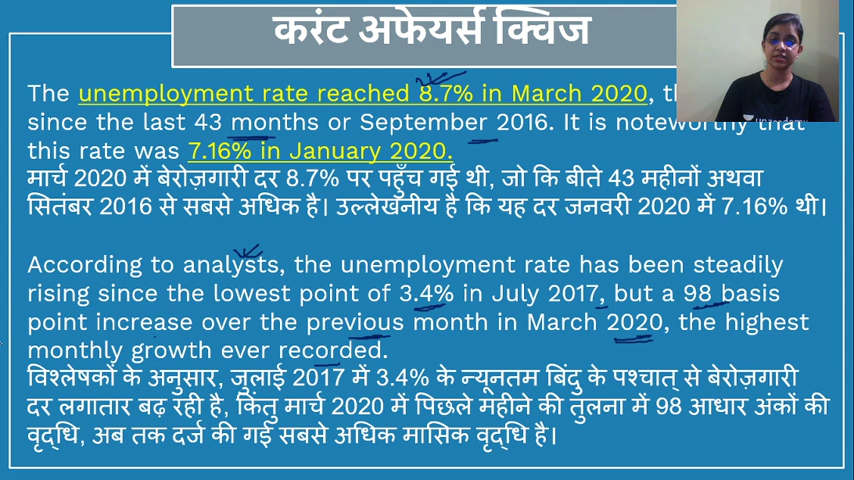 करंट अफेयर्स क्विज
The unemployment rate reached 8.7% in March 2020,
since the last 43 months or September 2016. It is noteworthy that
this rate was 7.16% in January 2020.
मार्च 2020 में बेरोज़गारी दर 8.7% पर पहुँच गई थी, जो कि बीते 43 महीनों अथवा
सितंबर 2016 से सबसे अधिक है। उल्लेखनीय है कि यह दर जनवरी 2020 में 7.16% थी।
According to analysts, the unemployment rate has been steadily
rising since the lowest point of 3.4% in July 2017, but a 98 basis
point increase over the previous month in March 2020, the highest
monthly growth ever recorded.
विश्लेषकों के अनुसार, जुलाई 2017 में 3.4% के न्यूनतम बिंदु के पश्चात् से बेरोज़गारी
दर लगातार बढ़ रही है, किंतु मार्च 2020 में पिछले महीने की तुलना में 98 आधार अंकों की
वृद्धि, अब तक दर्ज की गई सबसे अधिक मासिक वृद्धि है।